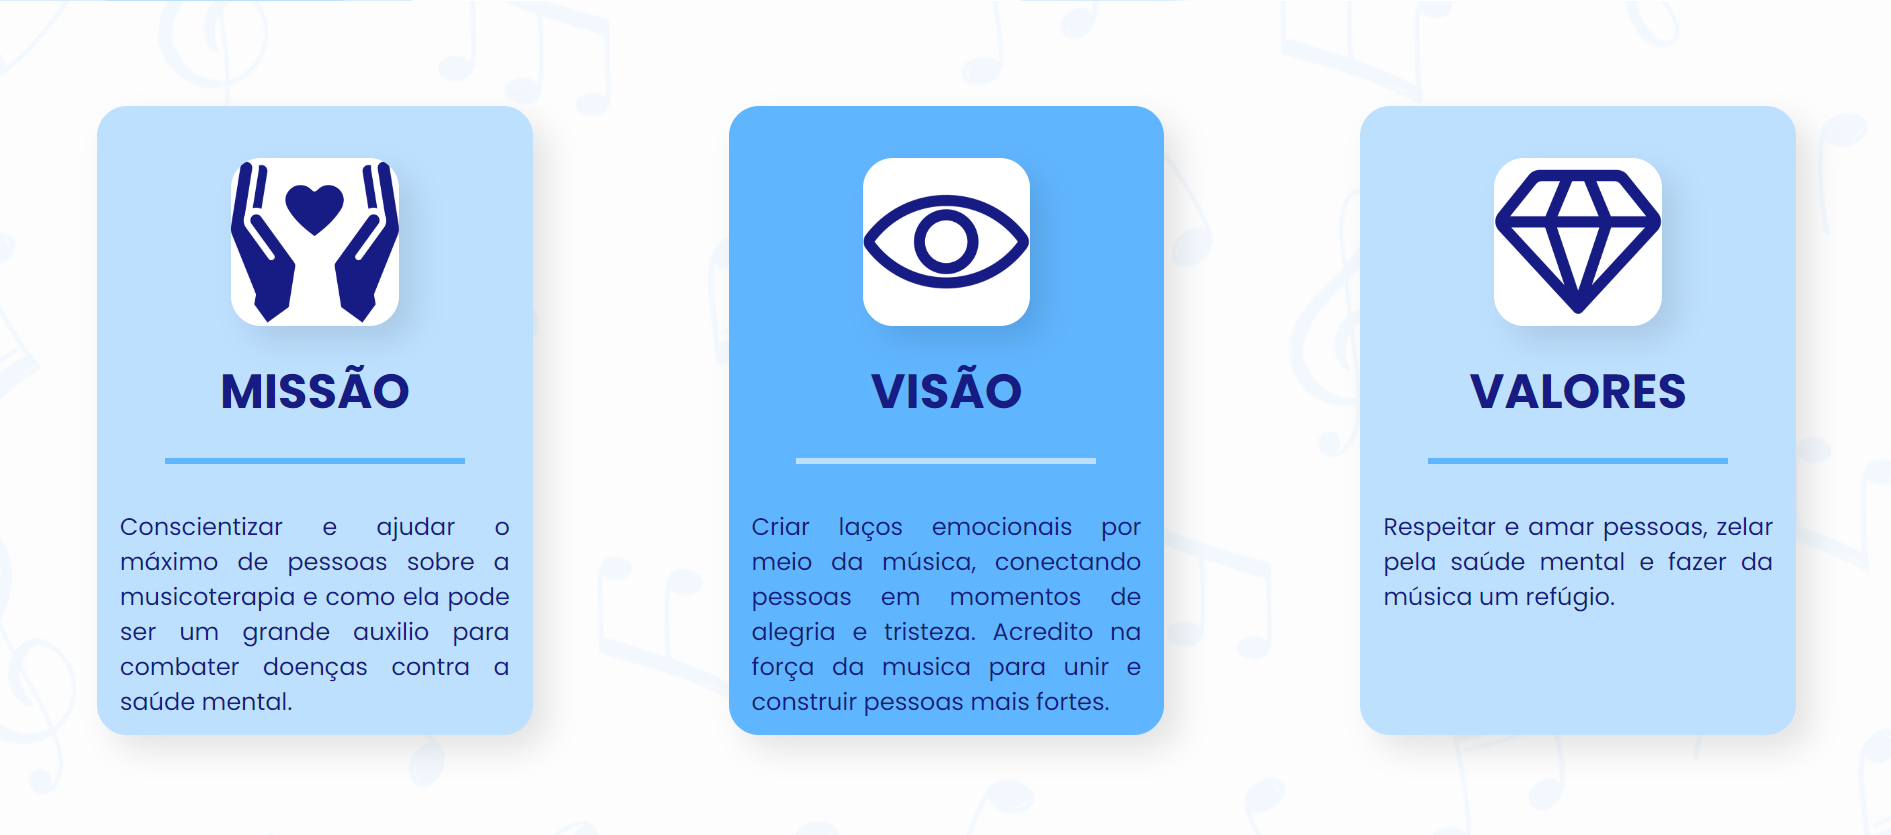 MISSÃO
Conscientizar e ajudar o
máximo de pessoas sobre a
musicoterapia e como ela pode
ser um grande auxilio para
combater doenças contra a
saúde mental.
VISÃO
Criar laços emocionais por
meio da música, conectando
pessoas em momentos de
alegria e tristeza. Acredito na
força da musica para unir e
construir pessoas mais fortes.
VALORES
Respeitar e amar pessoas, zelar
pela saúde mental e fazer da
música um refúgio.